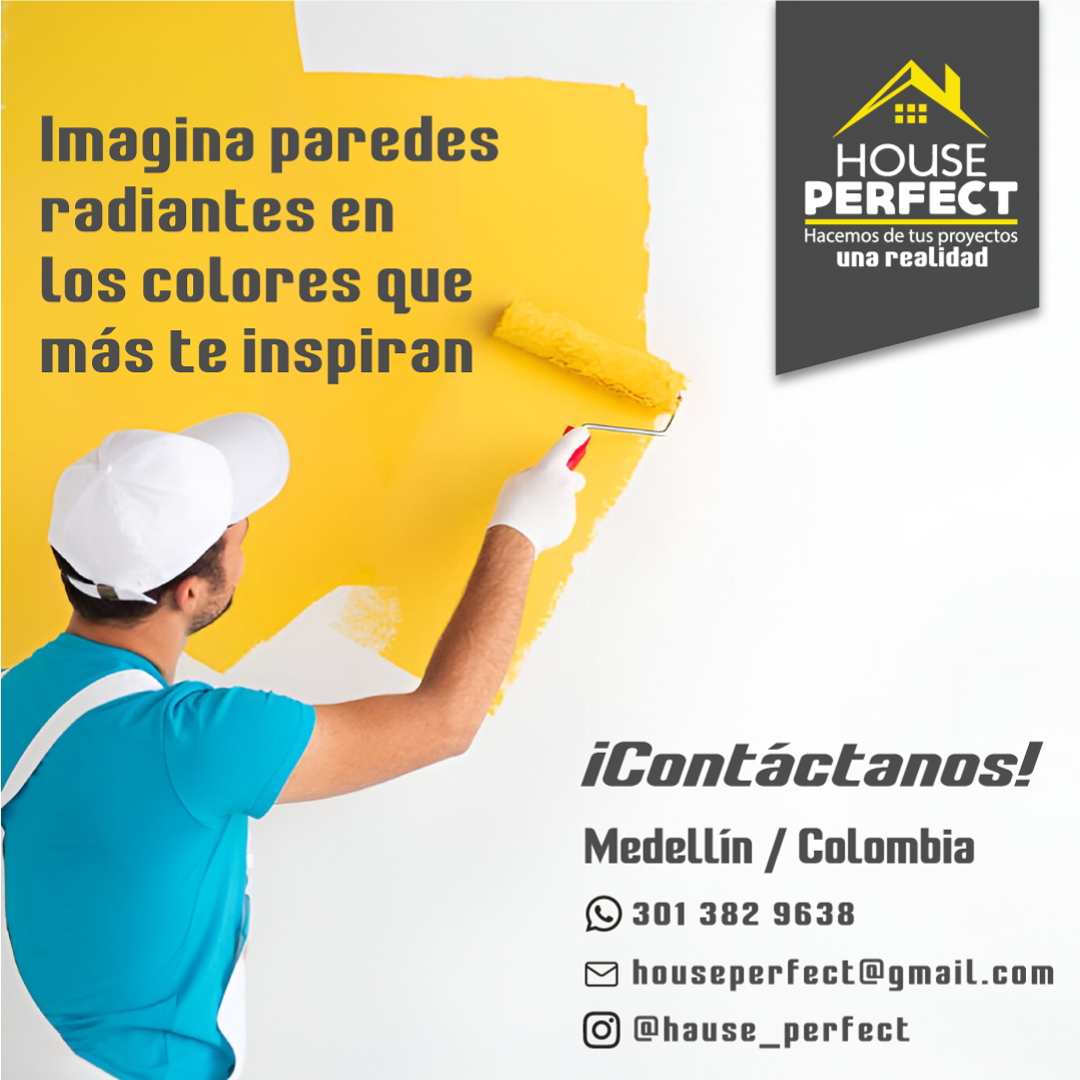 Imagina paredes
radiantes en
los colores que
más te inspiran
HOUSE
PERFECT
Hacemos de tus proyectos
una realidad
¡Contáctanos!
Medellín / Colombia
301 382 9638
houseperfect@gmail.com
@hause_perfect